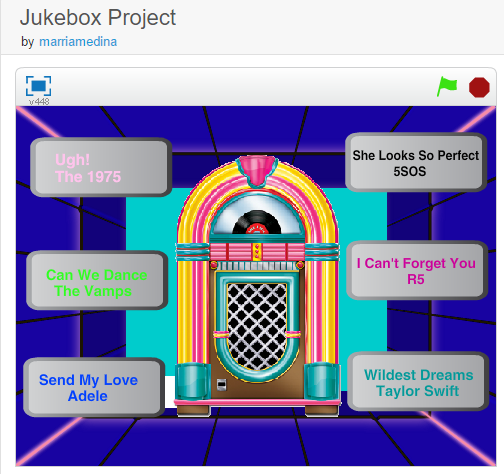 Jukebox Project
by marriamedina
v448
Ugh!
The 1975
She Looks So Perfect
5SOS
Can We Dance
The Vamps
I Can't Forget You
R5
Send My Love
Adele
Wildest Dreams
Taylor Swift